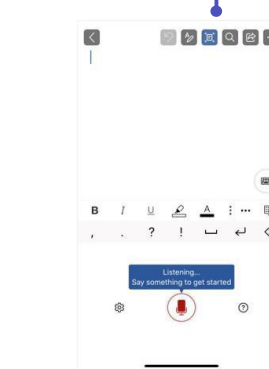 B I U A
, . ? !
Listening...
Say something to get started